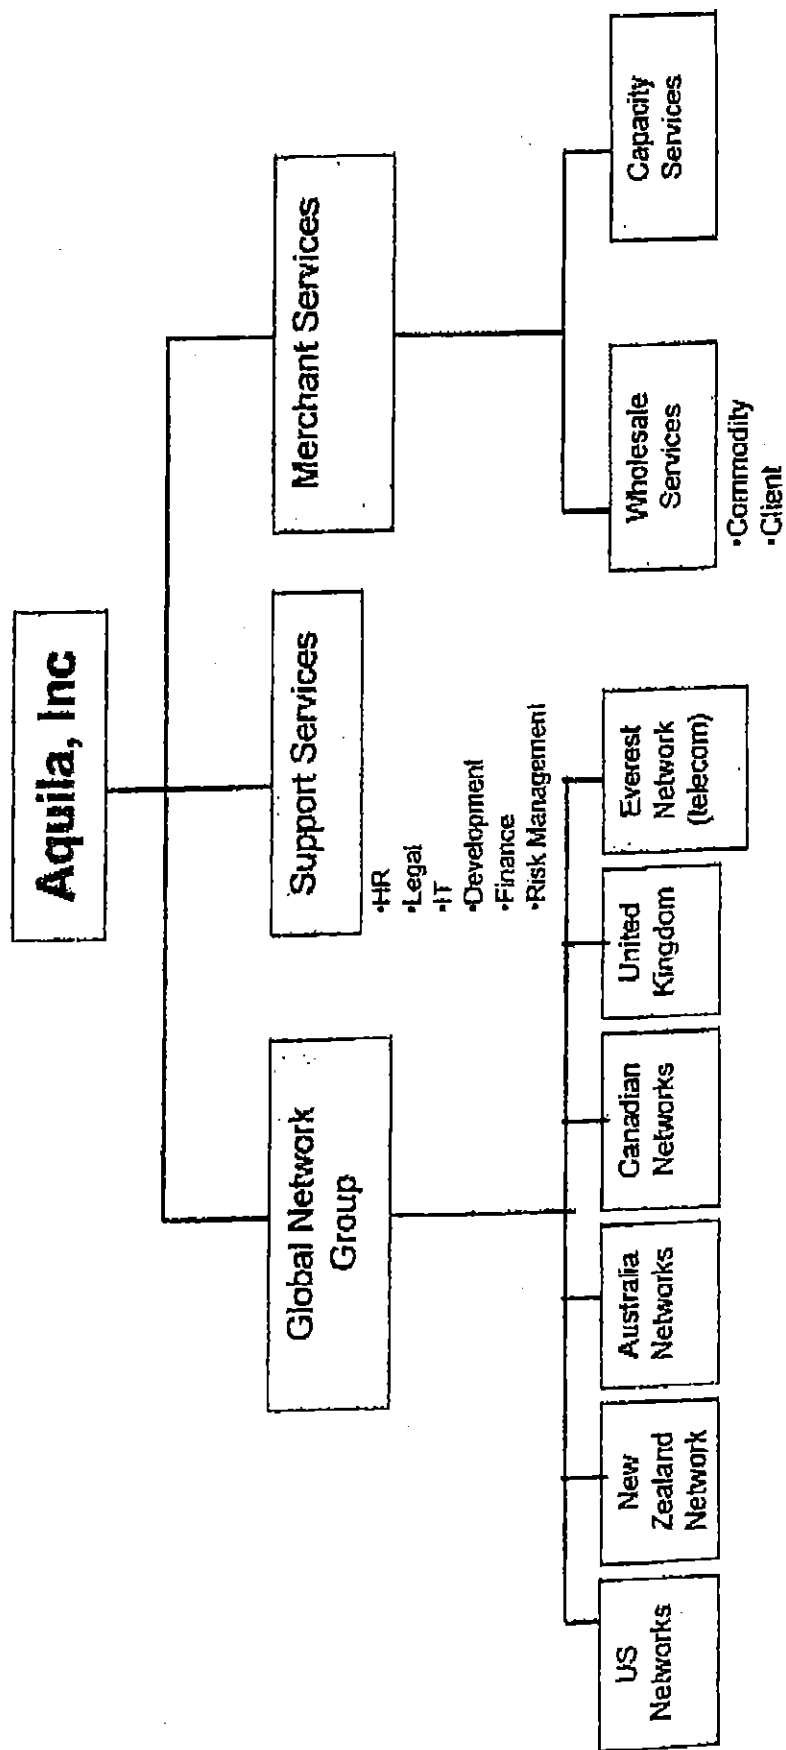 Aquila, Inc
Global Network
Group
Support Services
•HR
•Legal
•IT
•Development
•Finance
•Risk Management
Merchant Services
US
Networks
New
Zealand
Network
Australia
Networks
Canadian
Networks
United
Kingdom
Everest
Network
(telecom)
Wholesale
Services
•Commodity
•Client
Capacity
Services